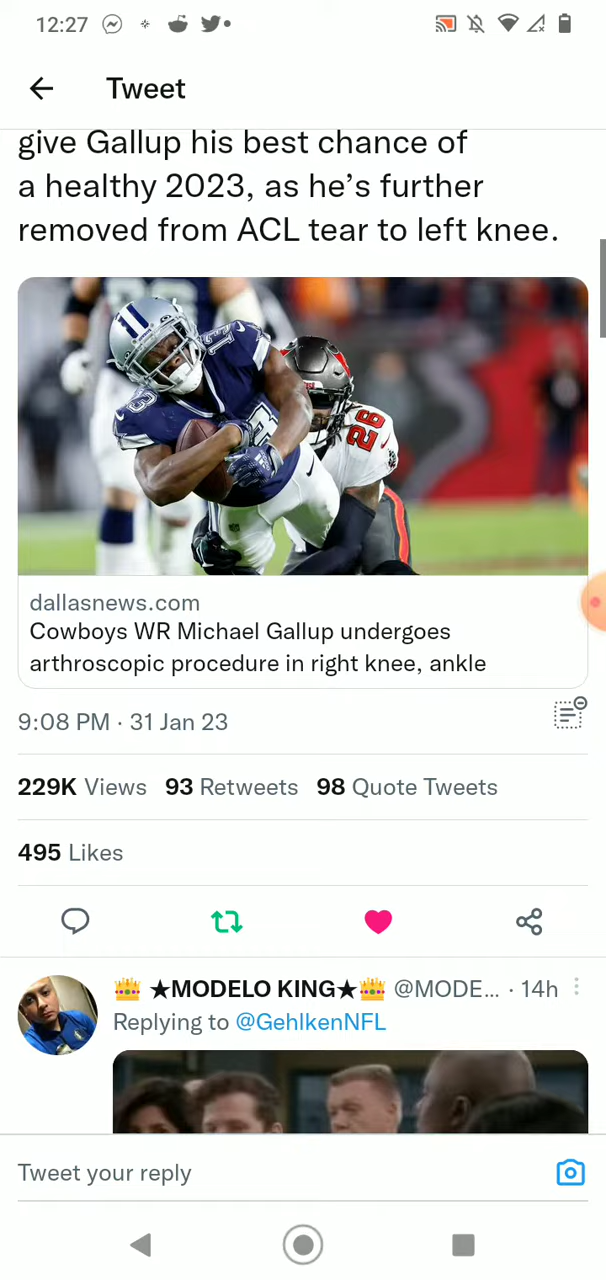 12:27
Tweet
give Gallup his best chance of
a healthy 2023, as he’s further
removed from ACL tear to left knee.
13
26
dallasnews.com
Cowboys WR Michael Gallup undergoes
arthroscopic procedure in right knee, ankle
9:08 PM · 31 Jan 23
229K Views 93 Retweets 98 Quote Tweets
495 Likes
👑 ★MODELO KING★👑 @MODE... · 14h
Replying to @GehlkenNFL
Tweet your reply